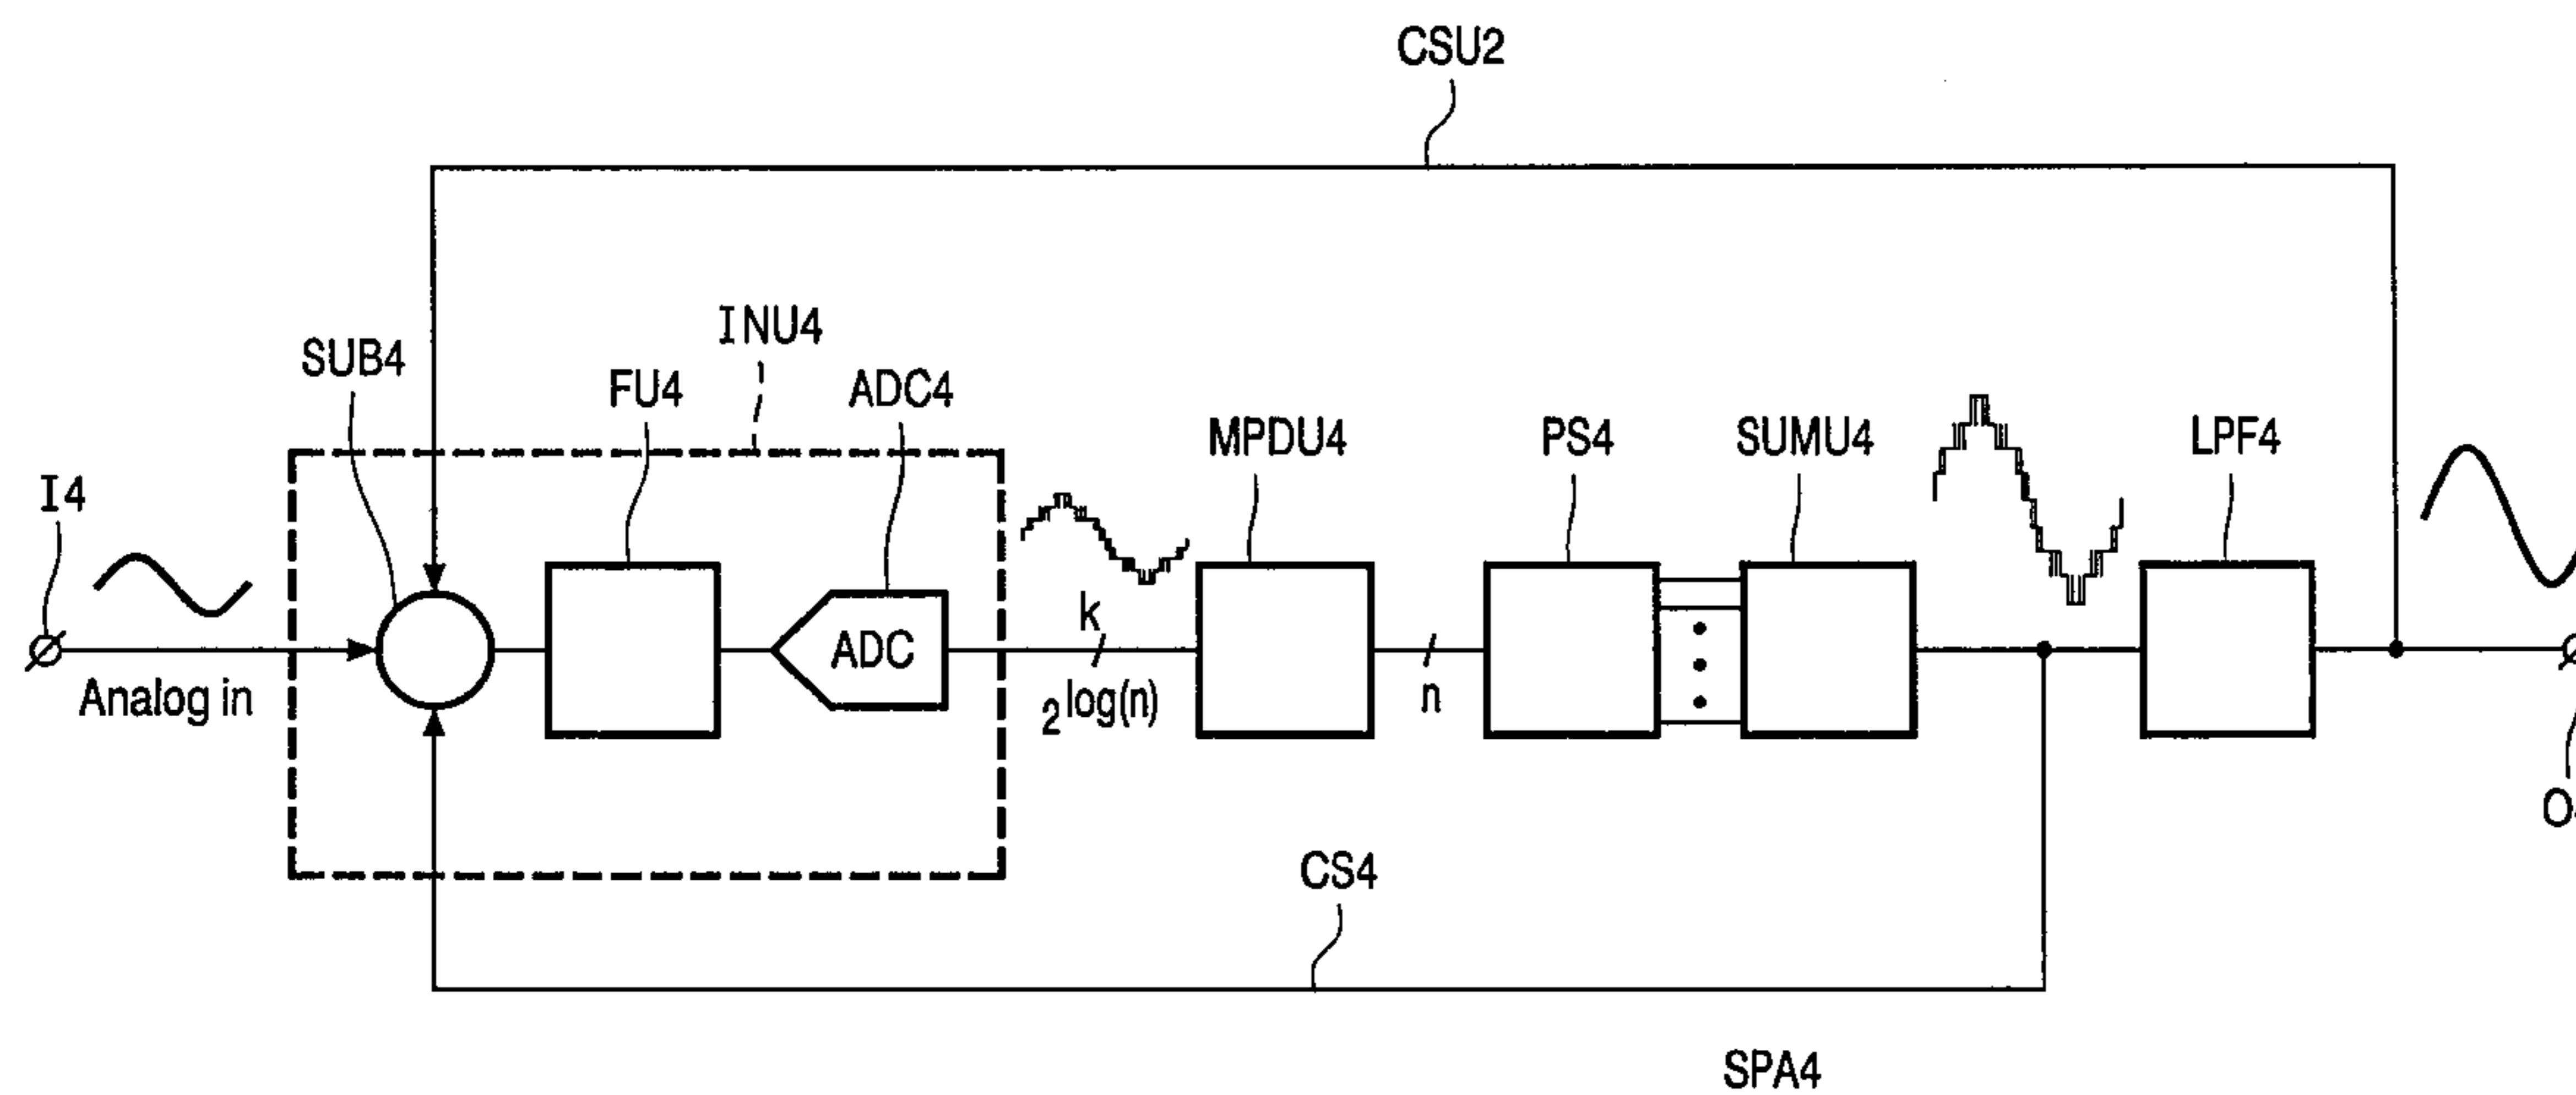 CSU2
INU4
SUB4
FU4
ADC4
MPDU4
PS4
SUMU4
LPF4
I4
k
ADC
Analog in
2log(n)
n
CS4
SPA4